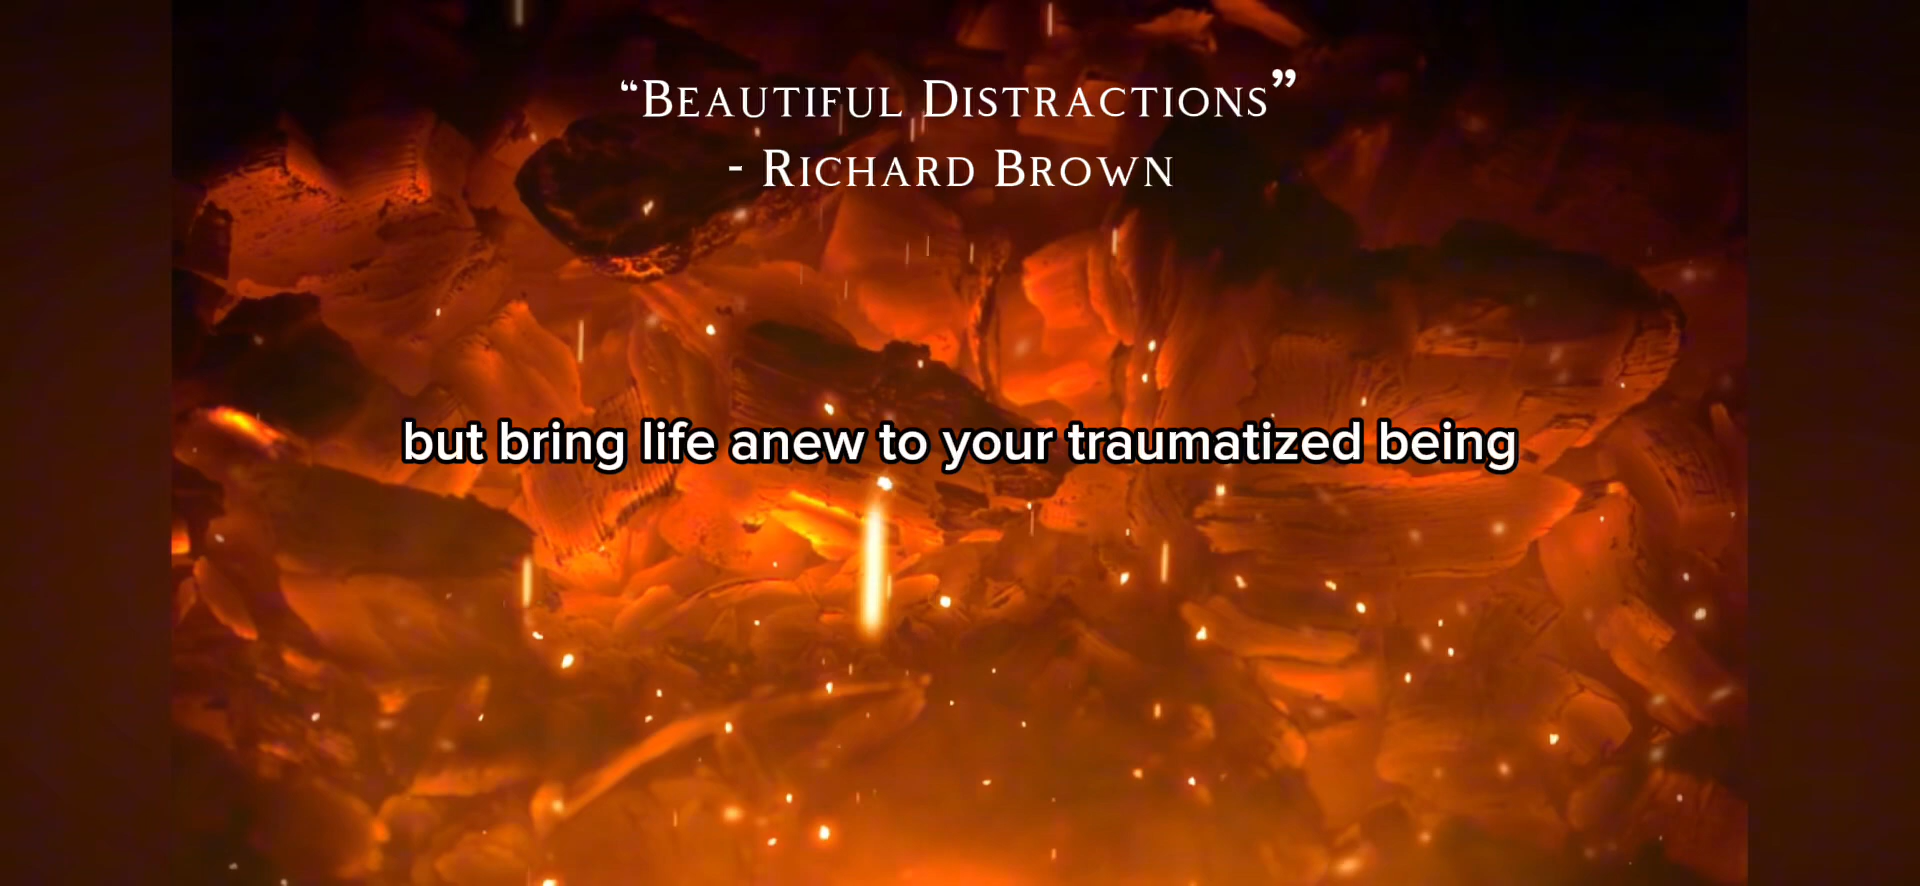 “Beautiful Distractions”
- Richard Brown
but bring life anew to your traumatized being